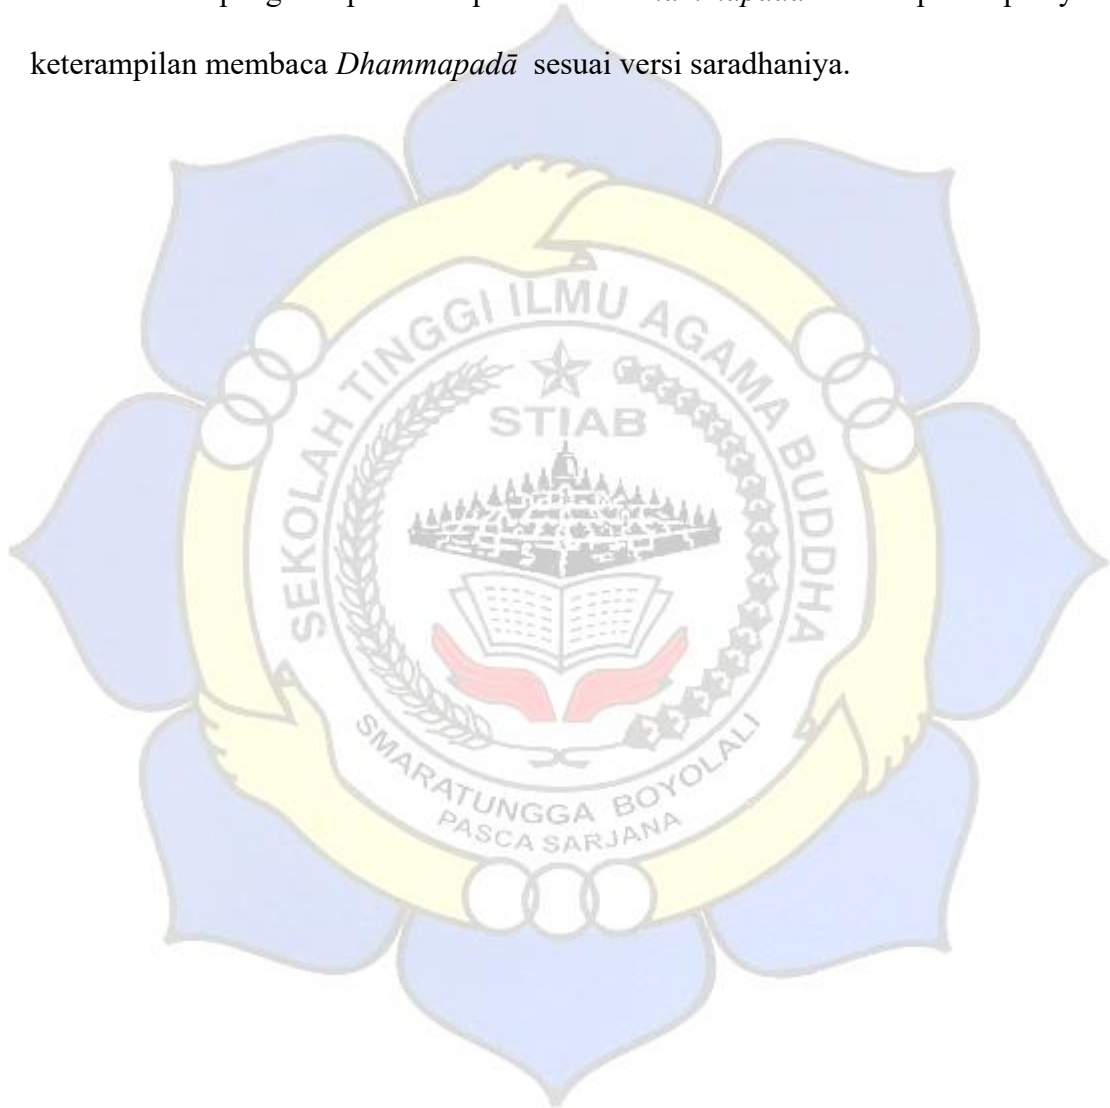 keterampilan membaca Dhammapadā sesuai versi saradhaniya.
SEKOLAH TINGGI ILMU AGAMA BUDDHA
STIAB
SMARATUNGGA BOYOLALI
PASCA SARJANA